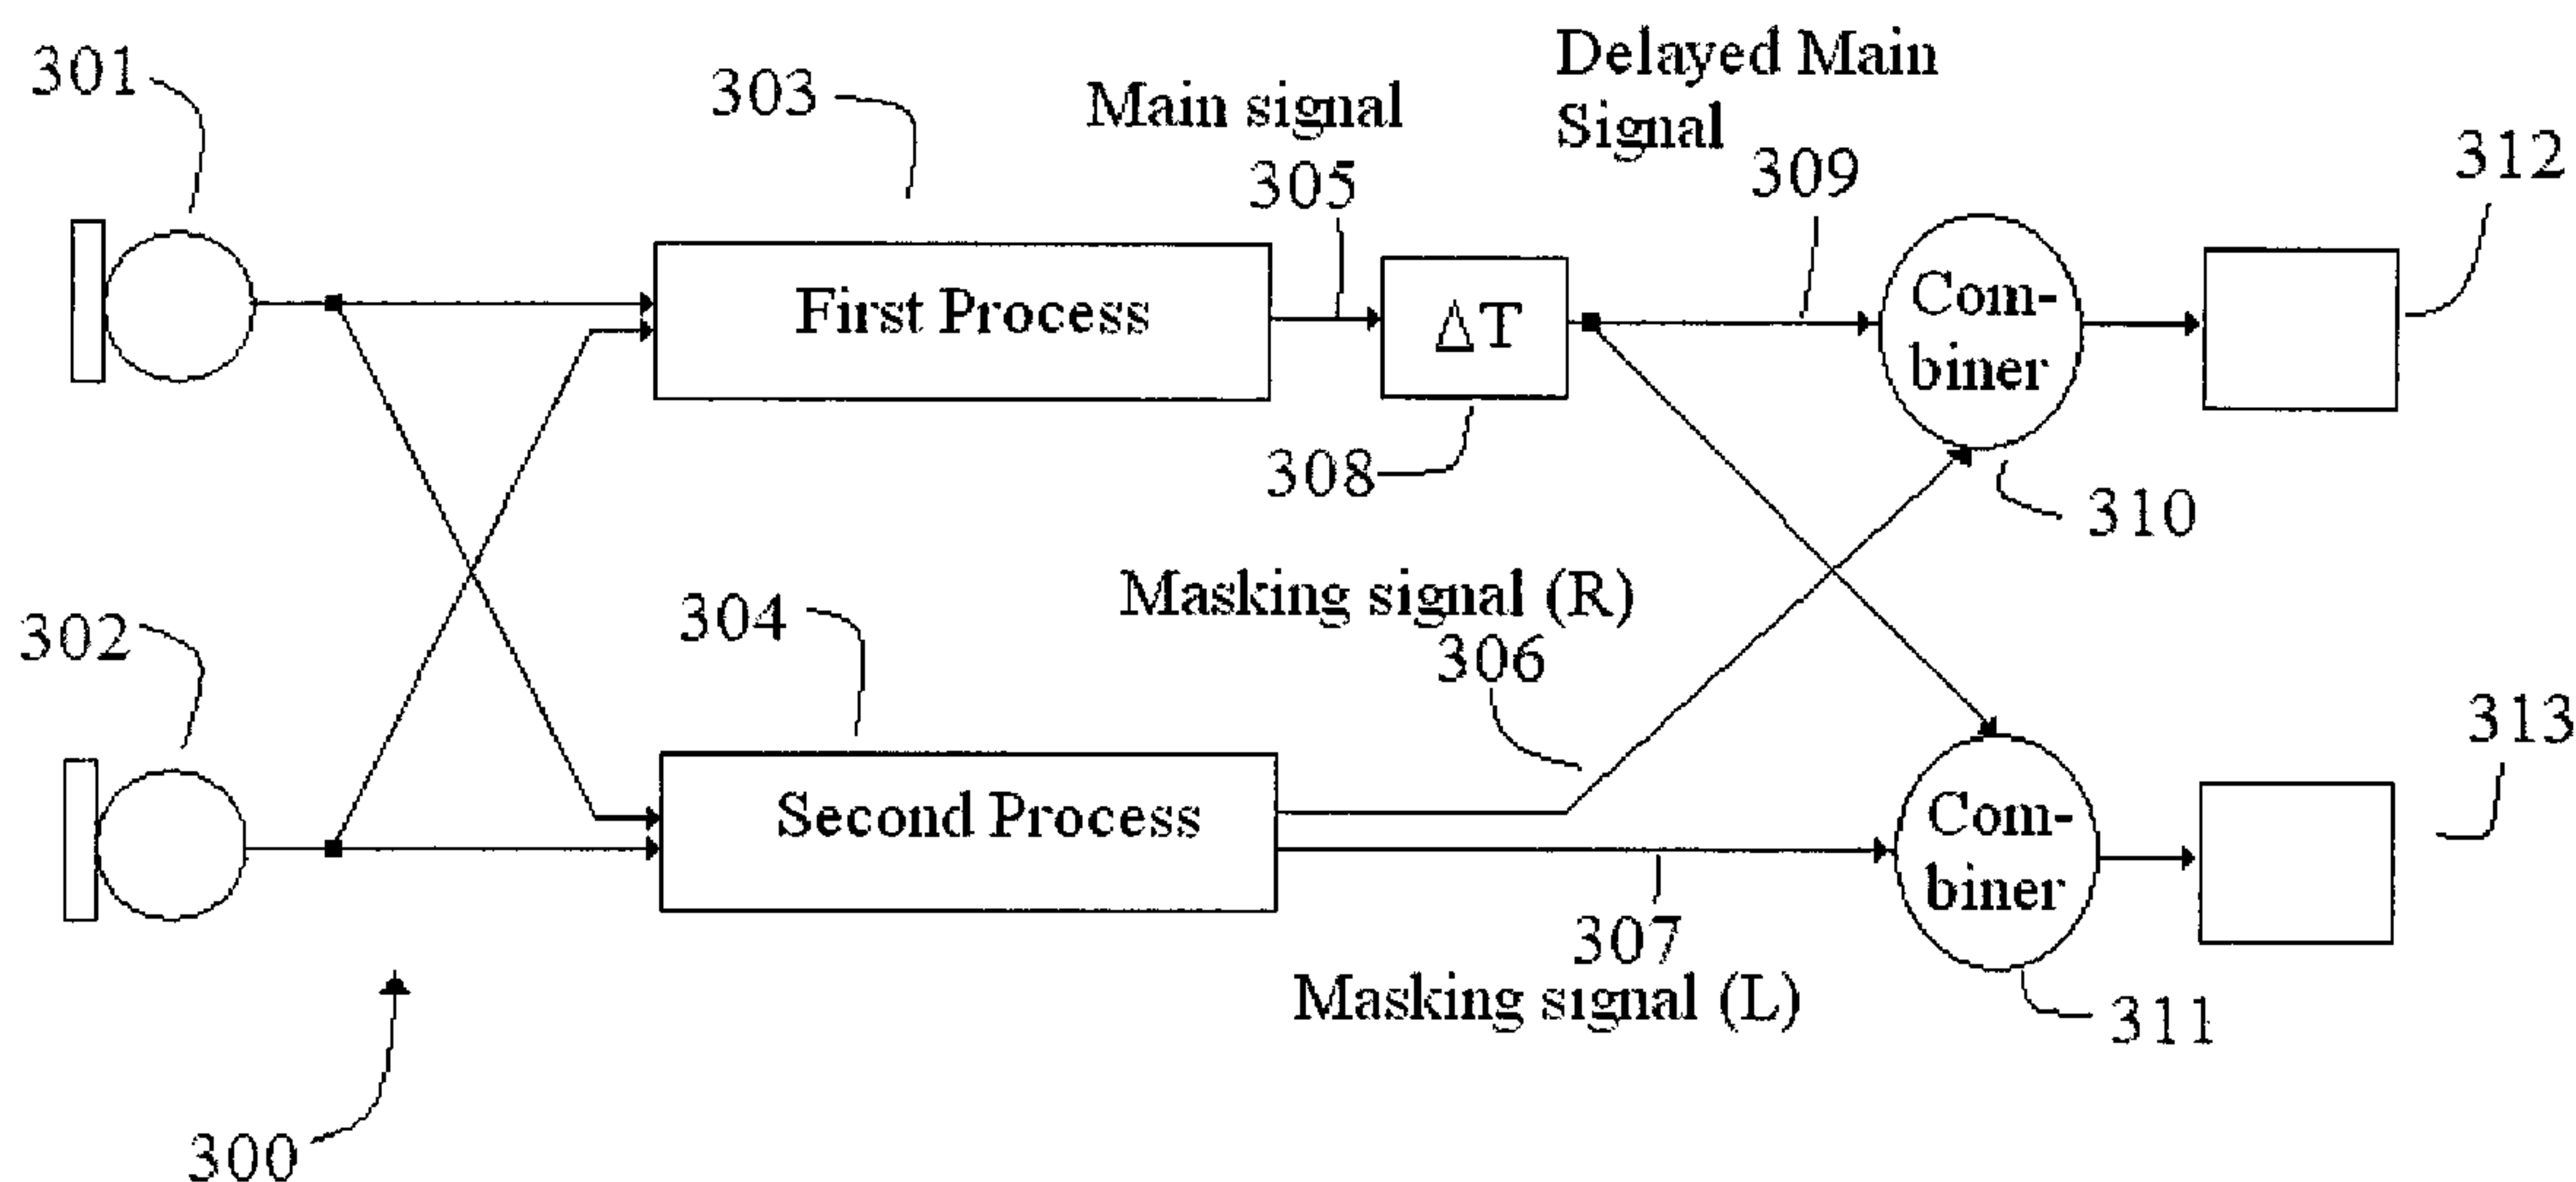 301
303
Main signal
305
Delayed Main
Signal
309
312
First Process
ΔT
Com-
biner
308
310
302
304
Masking signal (R)
306
313
Second Process
Com-
biner
307
Masking signal (L)
311
300